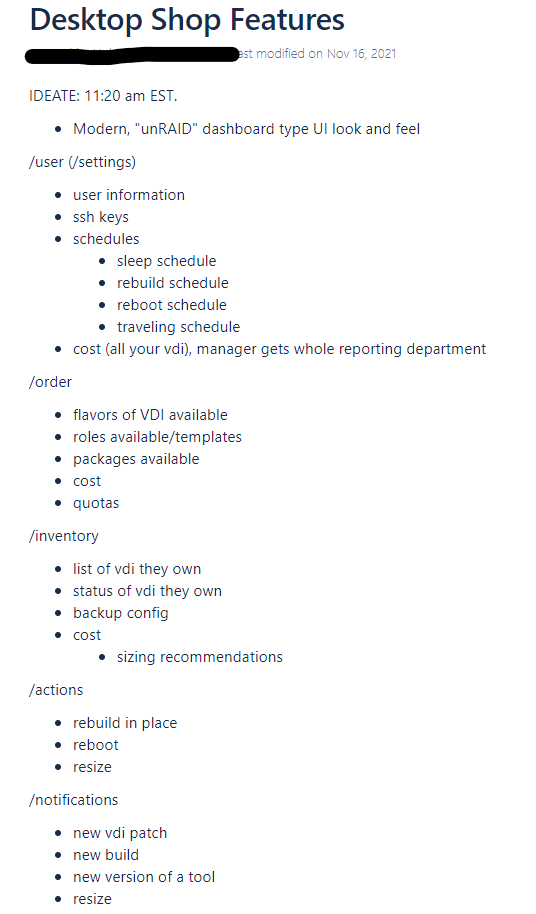 Desktop Shop Features
last modified on Nov 16, 2021
IDEATE: 11:20 am EST.
Modern, "unRAID" dashboard type UI look and feel
/user (/settings)
user information
ssh keys
schedules
sleep schedule
rebuild schedule
reboot schedule
traveling schedule
cost (all your vdi), manager gets whole reporting department
/order
flavors of VDI available
roles available/templates
packages available
cost
quotas
/inventory
list of vdi they own
status of vdi they own
backup config
cost
sizing recommendations
/actions
rebuild in place
reboot
resize
/notifications
new vdi patch
new build
new version of a tool
resize